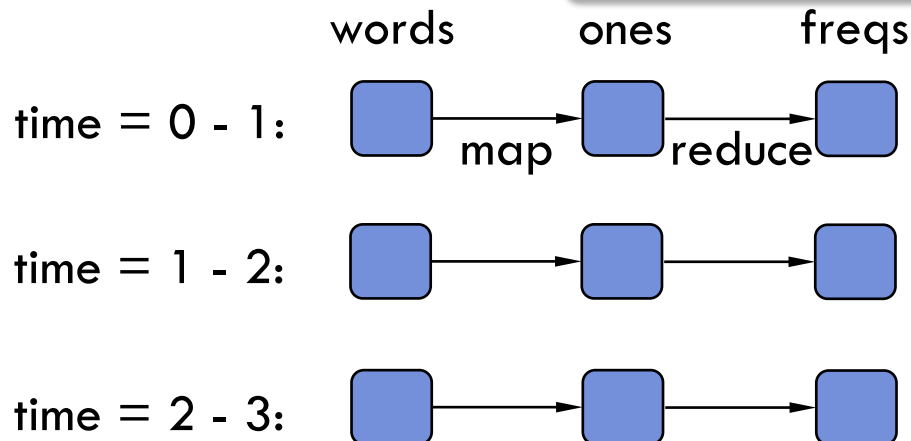 words ones freqs
time = 0 - 1:
map reduce
time = 1 - 2:
time = 2 - 3: